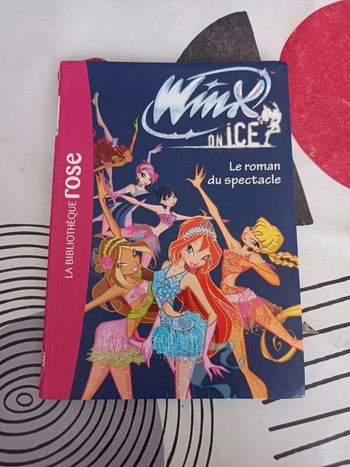 WinX
ON ICE
Le roman
du spectacle
LA BIBLIOTHÈQUE rose